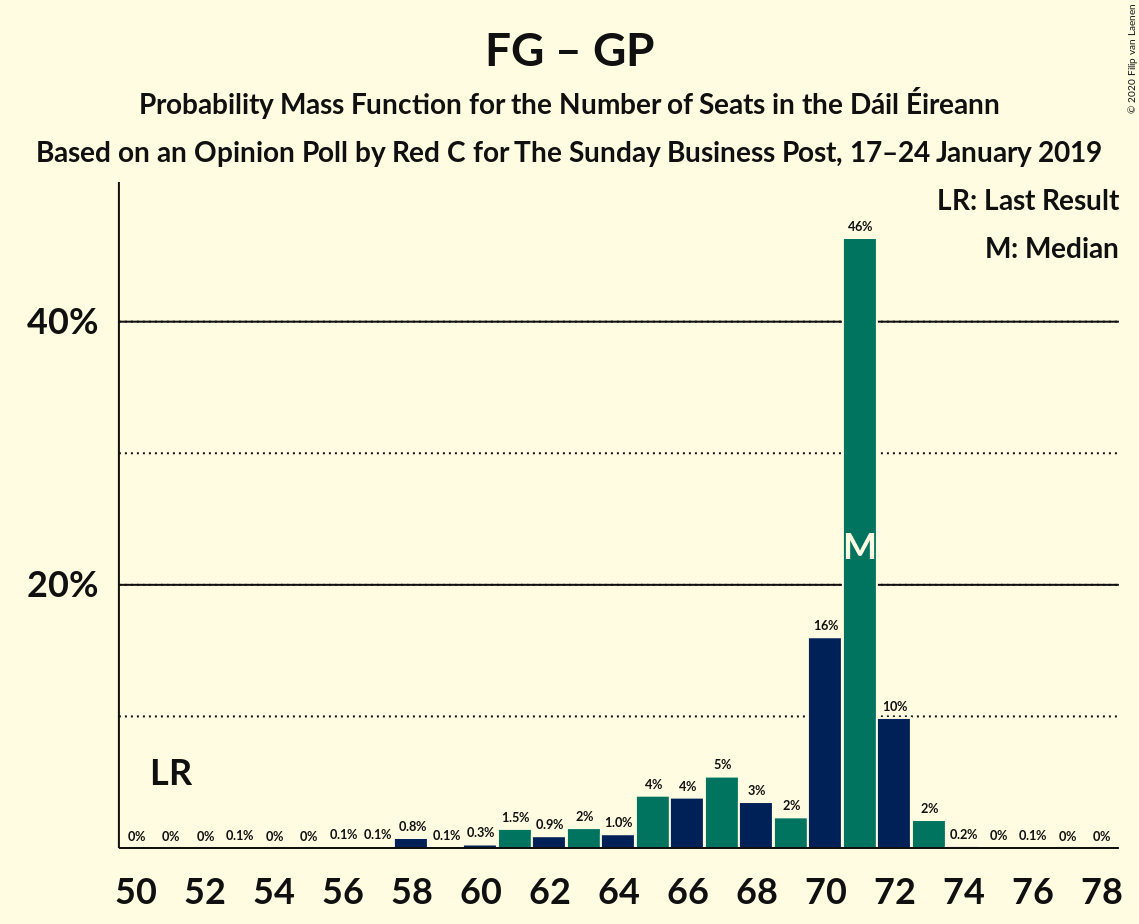 FG – GP
Probability Mass Function for the Number of Seats in the Dáil Éireann
Based on an Opinion Poll by Red C for The Sunday Business Post, 17–24 January 2019
© 2020 Filip van Laenen
LR: Last Result
M: Median
40%
20%
LR
M
0% 0% 0% 0.1% 0% 0% 0.1% 0.1% 0.8% 0.1% 0.3% 1.5% 0.9% 2% 1.0% 4% 4% 5% 3% 2% 16% 46% 10% 2% 0.2% 0% 0.1% 0% 0%
50 52 54 56 58 60 62 64 66 68 70 72 74 76 78